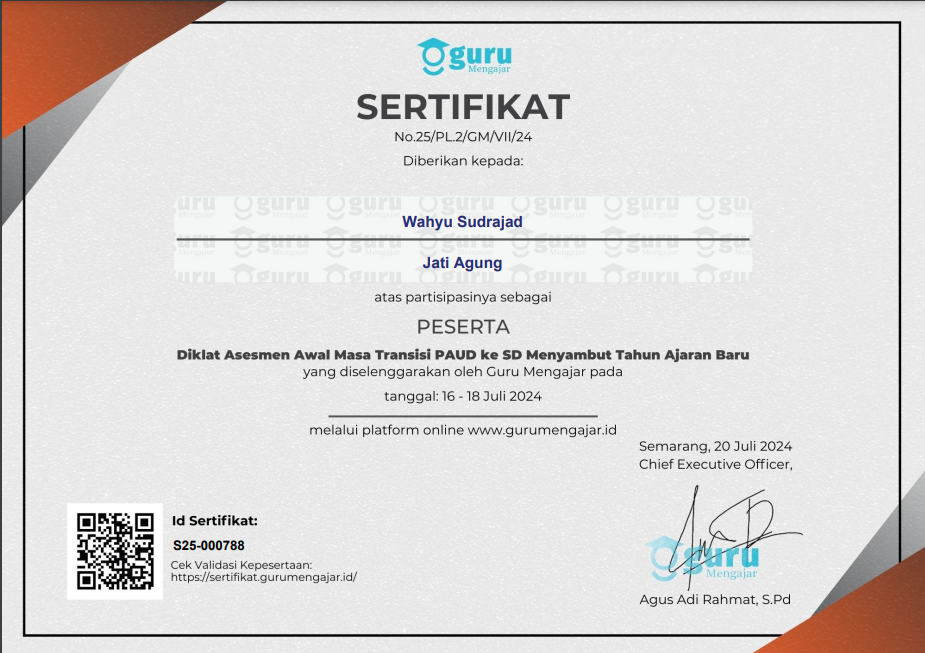 guru
Mengajar
SERTIFIKAT
No.25/PL.2/GM/VII/24
Diberikan kepada:
Wahyu Sudrajad
Jati Agung
atas partisipasinya sebagai
PESERTA
Diklat Asesmen Awal Masa Transisi PAUD ke SD Menyambut Tahun Ajaran Baru
yang diselenggarakan oleh Guru Mengajar pada
tanggal: 16 - 18 Juli 2024
melalui platform online www.gurumengajar.id
Semarang, 20 Juli 2024
Chief Executive Officer,
Id Sertifikat:
S25-000788
Cek Validasi Kepesertaan:
https://sertifikat.gurumengajar.id/
guru
Mengajar
Agus Adi Rahmat, S.Pd